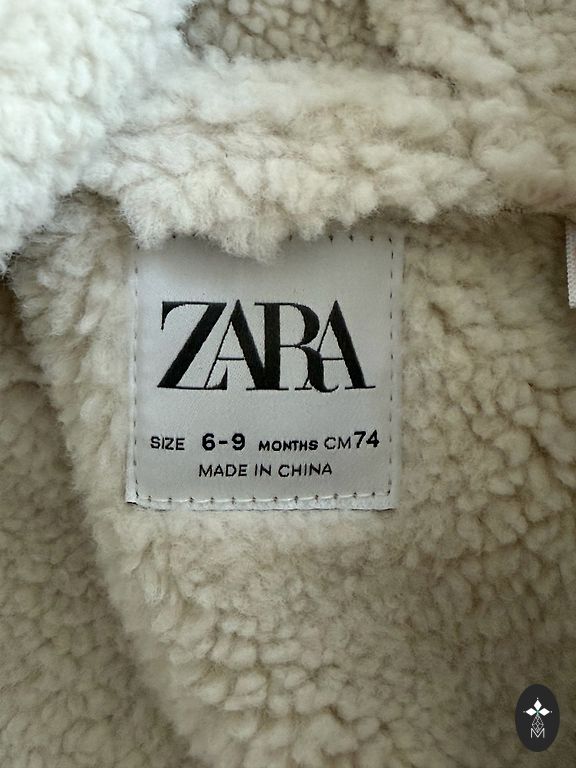 ZARA
SIZE 6-9 MONTHS CM74
MADE IN CHINA
M